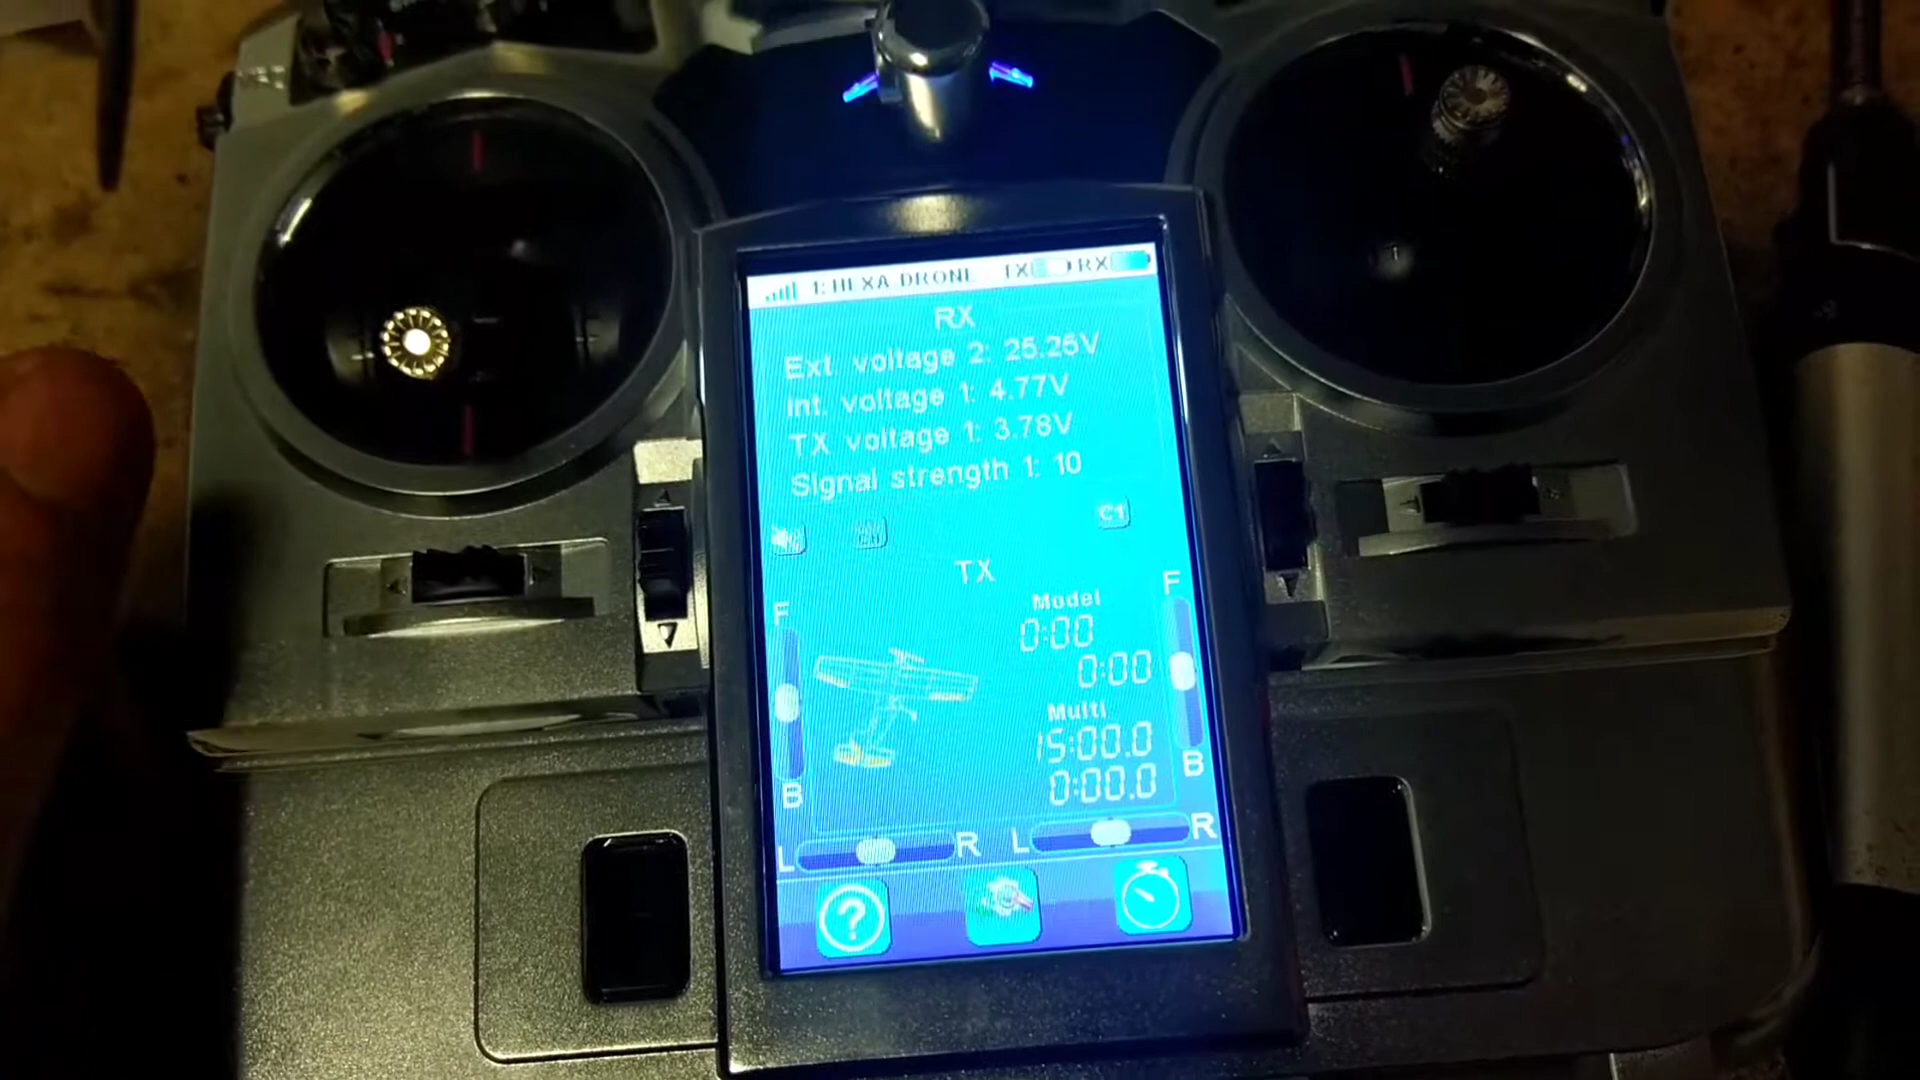 1: HEXA-DRONE TX RX
RX
Ext. voltage 2: 25.25V
Int. voltage 1: 4.77V
TX voltage 1: 3.78V
Signal strength 1: 10
C1
TX
Model
F F
0:00
0:00
Multi
15:00.0
0:00.0
B B
L R L R
?